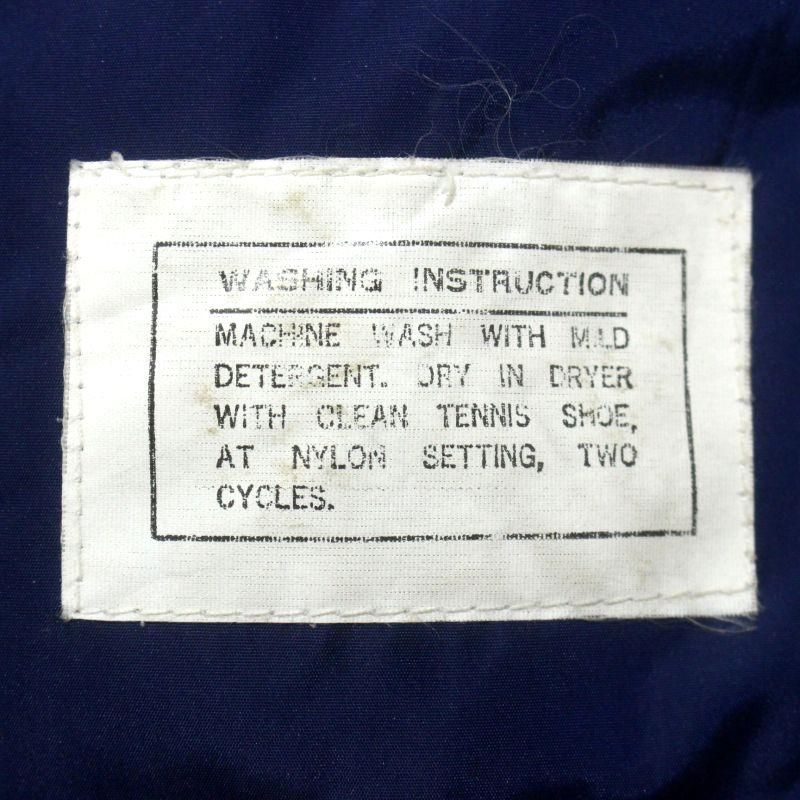 WASHING INSTRUCTION
MACHINE WASH WITH MILD
DETERGENT. DRY IN DRYER
WITH CLEAN TENNIS SHOE,
AT NYLON SETTING, TWO
CYCLES.